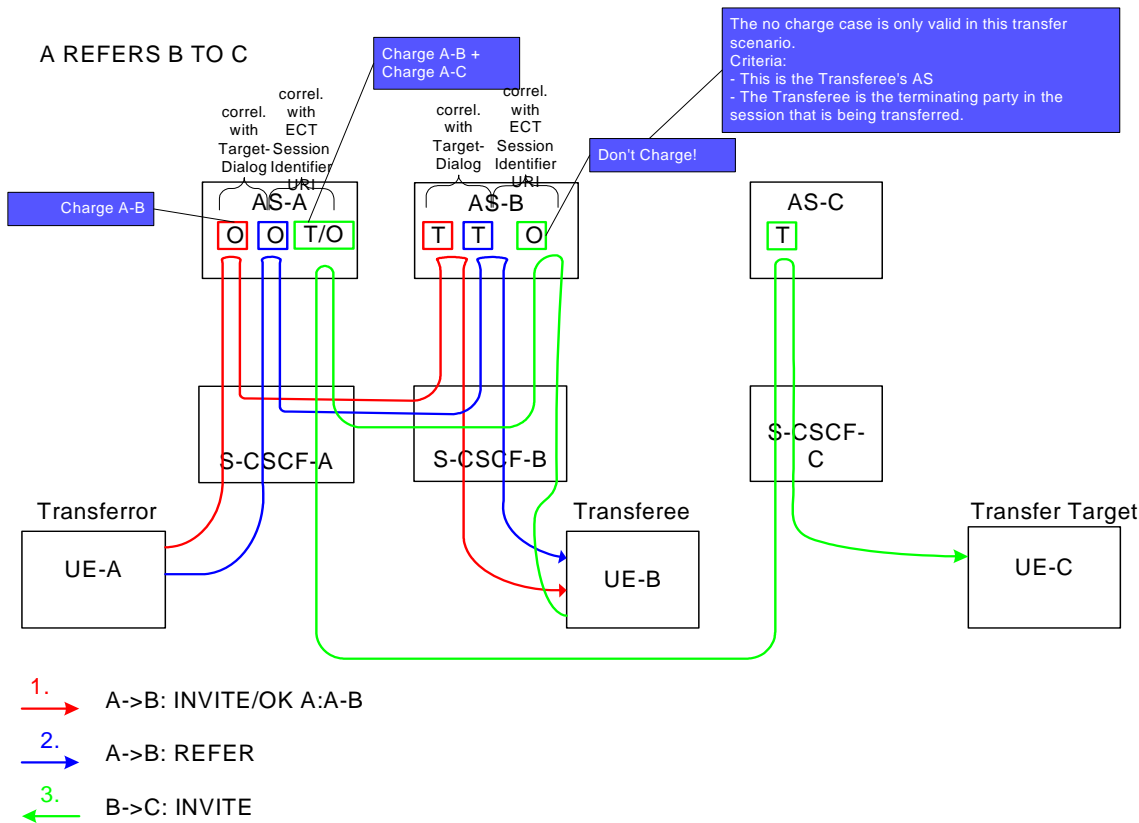 The no charge case is only valid in this transfer
scenario.
Criteria:
- This is the Transferee's AS
- The Transferee is the terminating party in the
session that is being transferred.
A REFERS B TO C
Charge A-B +
Charge A-C
correl.
with
Target-
Dialog
correl.
with
ECT
Session
Identifier
URI
correl.
with
Target-
Dialog
correl.
with
ECT
Session
Identifier
URI
Don't Charge!
Charge A-B
AS-A
O
O
T/O
AS-B
T
T
O
AS-C
T
S-CSCF-A
S-CSCF-B
S-CSCF-
C
Transferror
UE-A
Transferee
UE-B
Transfer Target
UE-C
1.
A->B: INVITE/OK A:A-B
2.
A->B: REFER
3.
B->C: INVITE